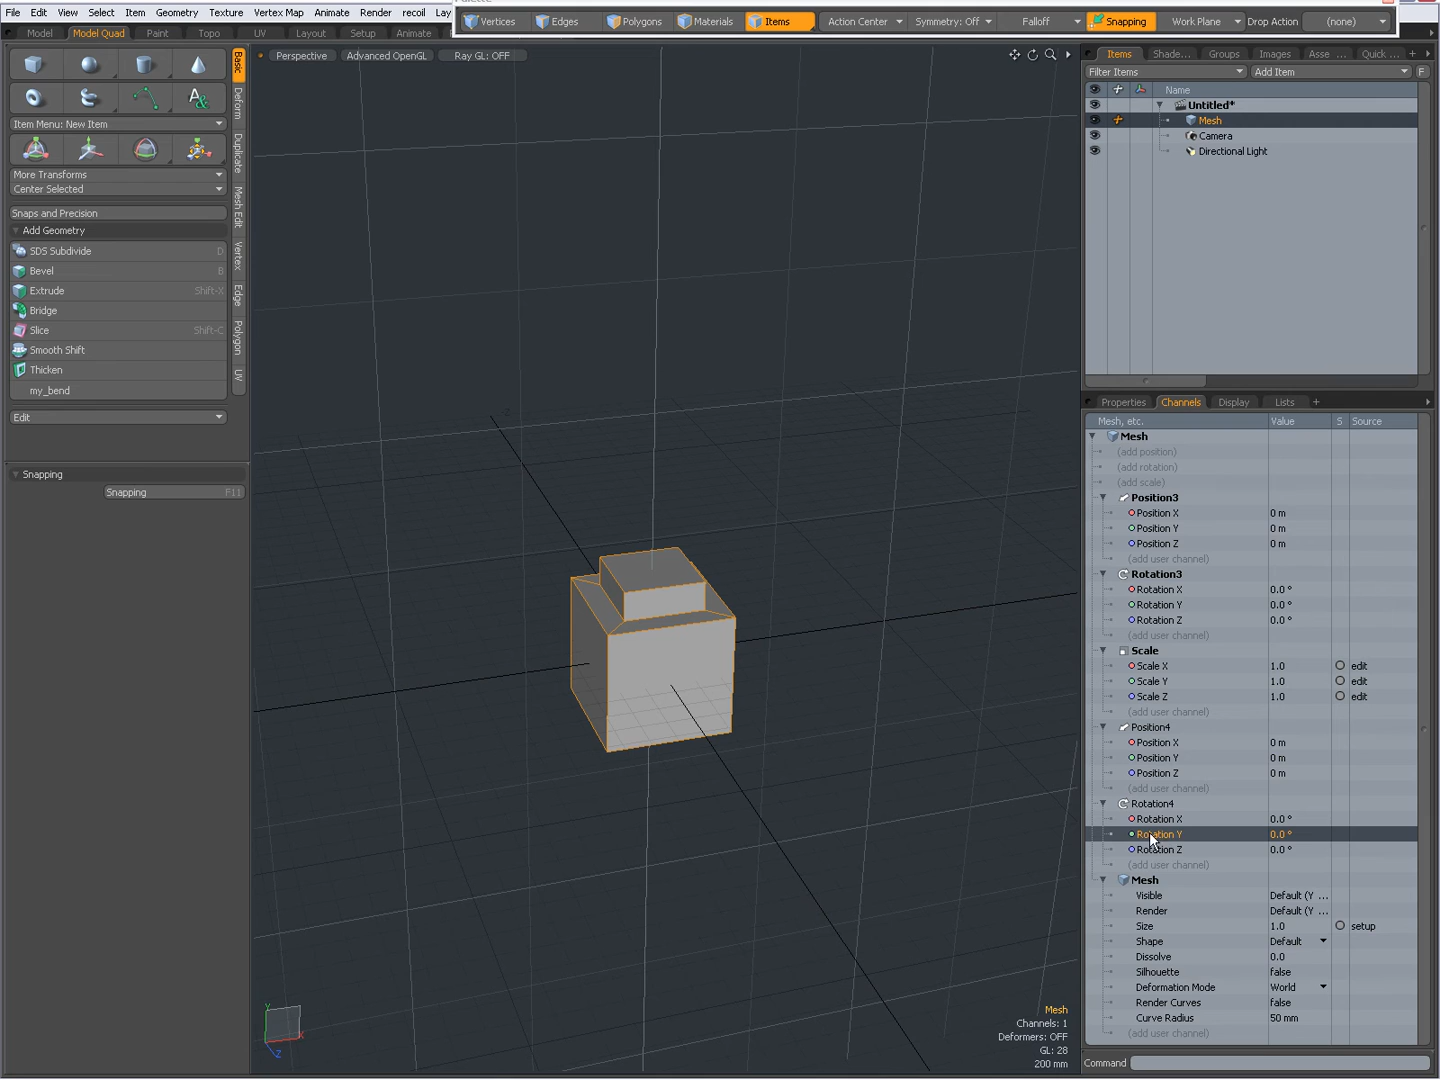 File Edit View Select Item Geometry Texture Vertex Map Animate Render recoil Lay
Vertices Edges Polygons Materials Items Action Center Symmetry: Off Falloff Snapping Work Plane Drop Action (none)
Model Model Quad Paint Topo UV Layout Setup Animate
Basic
Deform
Duplicate
Mesh Edit
Vertex
Edge
Polygon
UV
Item Menu: New Item
More Transforms
Center Selected
Snaps and Precision
Add Geometry
SDS Subdivide D
Bevel B
Extrude Shift-X
Bridge
Slice Shift-C
Smooth Shift
Thicken
my_bend
Edit
Snapping
Snapping F11
Perspective Advanced OpenGL Ray GL: OFF
Y
X
Z
Mesh
Channels: 1
Deformers: OFF
GL: 28
200 mm
Items Shade... Groups Images Asse ... Quick ... +
Filter Items Add Item F
Name
Untitled*
Mesh
Camera
Directional Light
Properties Channels Display Lists +
Mesh, etc. Value S Source
Mesh
(add position)
(add rotation)
(add scale)
Position3
Position X 0 m
Position Y 0 m
Position Z 0 m
(add user channel)
Rotation3
Rotation X 0.0 °
Rotation Y 0.0 °
Rotation Z 0.0 °
(add user channel)
Scale
Scale X 1.0 edit
Scale Y 1.0 edit
Scale Z 1.0 edit
(add user channel)
Position4
Position X 0 m
Position Y 0 m
Position Z 0 m
(add user channel)
Rotation4
Rotation X 0.0 °
Rotation Y 0.0 °
Rotation Z 0.0 °
(add user channel)
Mesh
Visible Default (Y ...
Render Default (Y ...
Size 1.0 setup
Shape Default
Dissolve 0.0
Silhouette false
Deformation Mode World
Render Curves false
Curve Radius 50 mm
(add user channel)
Command